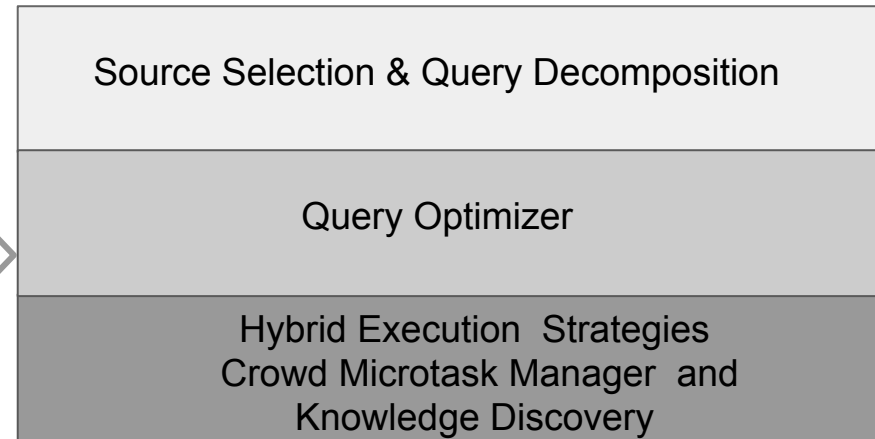 Source Selection & Query Decomposition
Query Optimizer
Hybrid Execution Strategies
Crowd Microtask Manager and
Knowledge Discovery